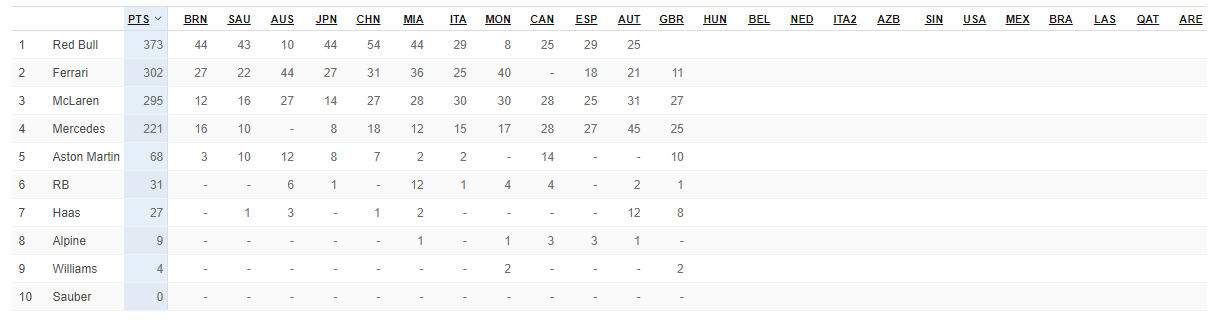 PTS BRN SAU AUS JPN CHN MIA ITA MON CAN ESP AUT GBR HUN BEL NED ITA2 AZB SIN USA MEX BRA LAS QAT ARE
1 Red Bull 373 44 43 10 44 54 44 29 8 25 29 25
2 Ferrari 302 27 22 44 27 31 36 25 40 - 18 21 11
3 McLaren 295 12 16 27 14 27 28 30 30 28 25 31 27
4 Mercedes 221 16 10 - 8 18 12 15 17 28 27 45 25
5 Aston Martin 68 3 10 12 8 7 2 2 - 14 - - 10
6 RB 31 - - 6 1 - 12 1 4 4 - 2 1
7 Haas 27 - 1 3 - 1 2 - - - - 12 8
8 Alpine 9 - - - - - 1 - 1 3 3 1 -
9 Williams 4 - - - - - - - 2 - - - 2
10 Sauber 0 - - - - - - - - - - - -